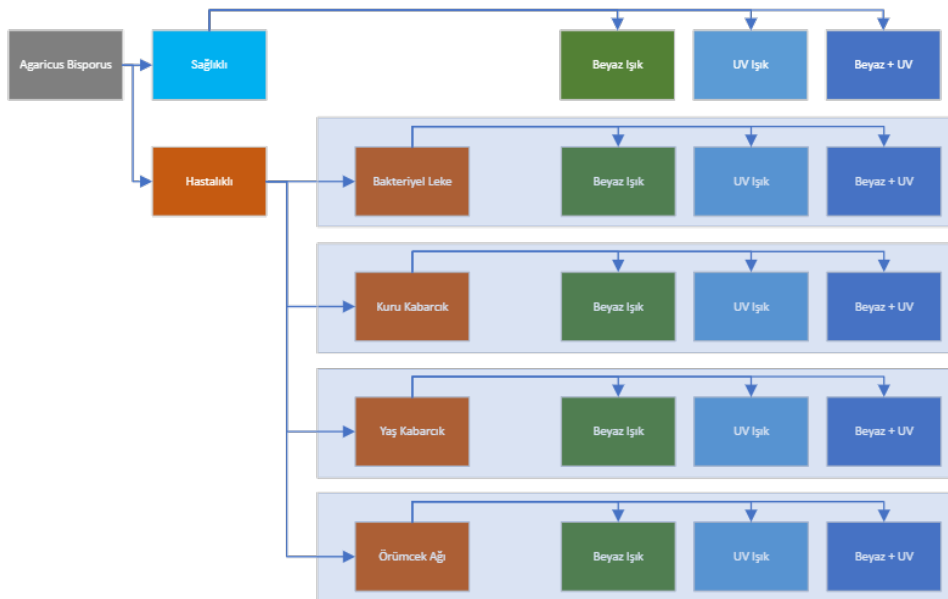 Agaricus Bisporus
Sağlıklı
Beyaz Işık
UV Işık
Beyaz + UV
Hastalıklı
Bakteriyel Leke
Beyaz Işık
UV Işık
Beyaz + UV
Kuru Kabarcık
Beyaz Işık
UV Işık
Beyaz + UV
Yaş Kabarcık
Beyaz Işık
UV Işık
Beyaz + UV
Örümcek Ağı
Beyaz Işık
UV Işık
Beyaz + UV